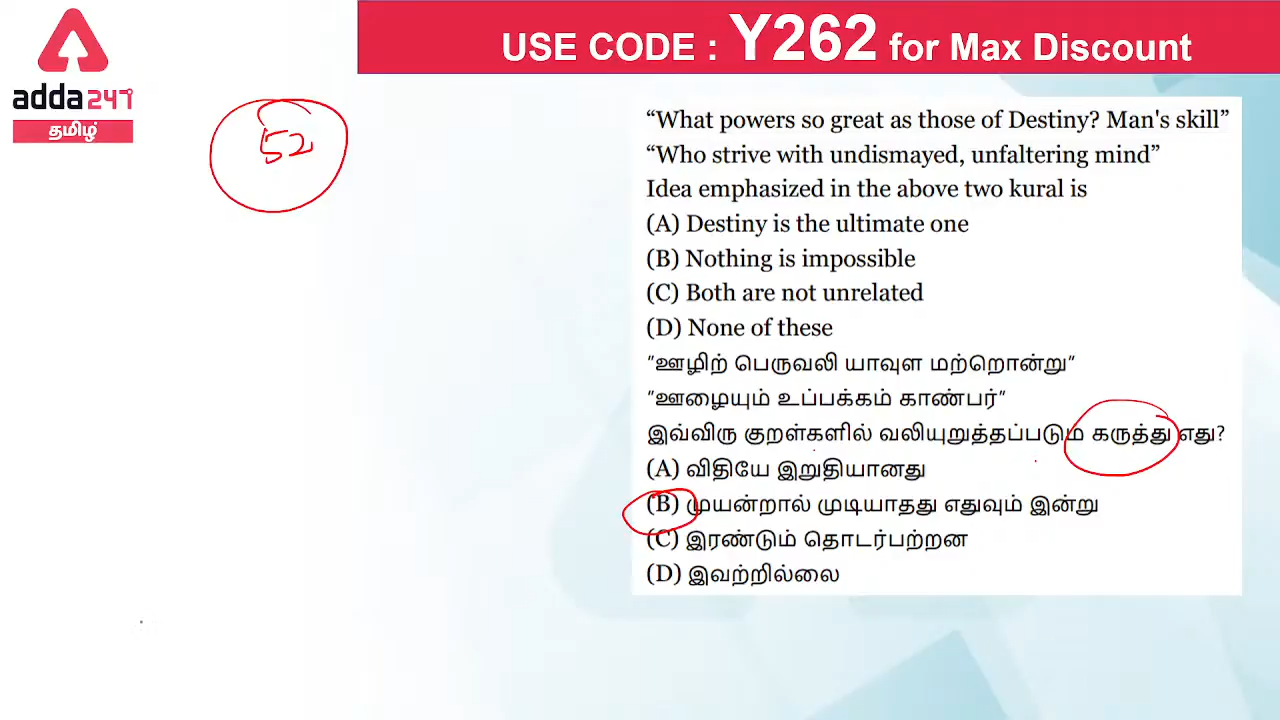 USE CODE : Y262 for Max Discount
adda247
தமிழ்
52
“What powers so great as those of Destiny? Man's skill”
“Who strive with undismayed, unfaltering mind”
Idea emphasized in the above two kural is
(A) Destiny is the ultimate one
(B) Nothing is impossible
(C) Both are not unrelated
(D) None of these
"ஊழிற் பெருவலி யாவுள மற்றொன்று"
"ஊழையும் உப்பக்கம் காண்பர்"
இவ்விரு குறள்களில் வலியுறுத்தப்படும் கருத்து எது?
(A) விதியே இறுதியானது
(B) முயன்றால் முடியாதது எதுவும் இன்று
(C) இரண்டும் தொடர்பற்றன
(D) இவற்றில்லை